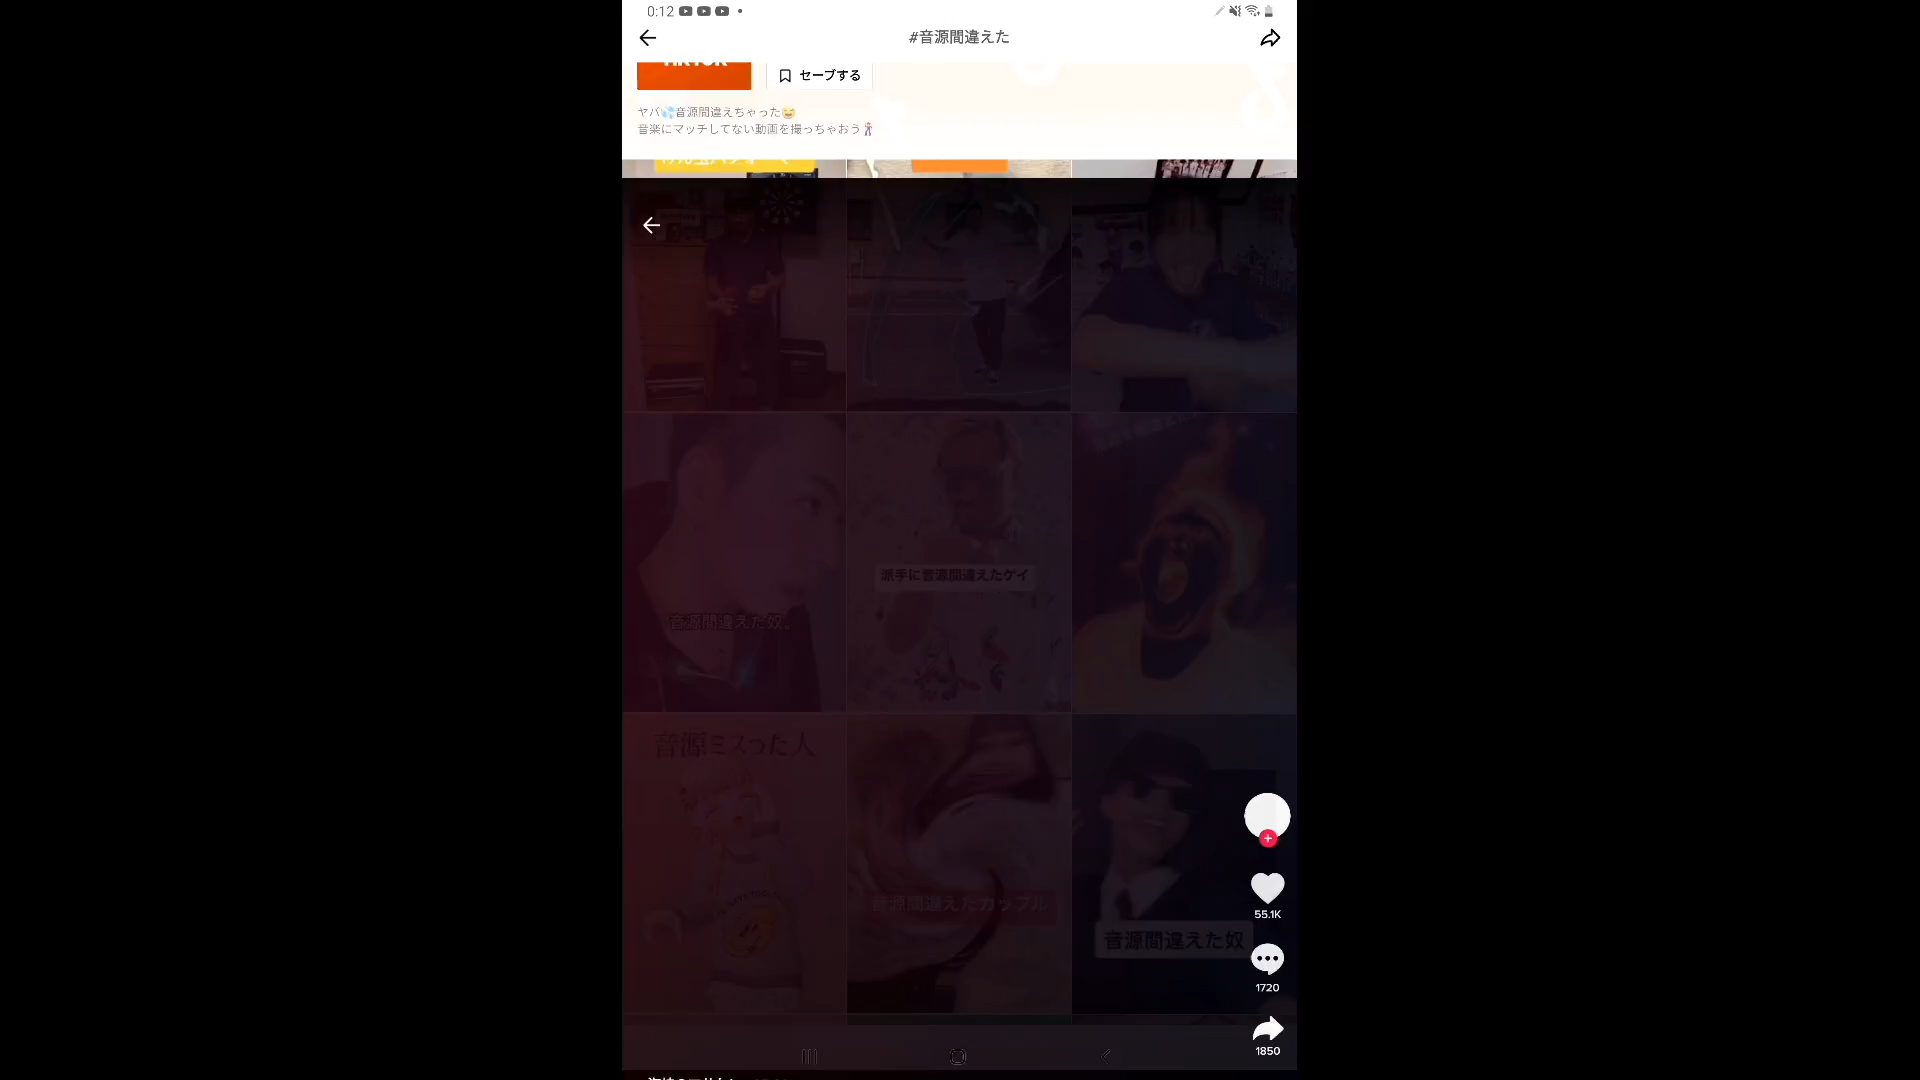 0:12
#音源間違えた
TikTok
セーブする
ヤバ💦音源間違えちゃった😅
音楽にマッチしてない動画を撮っちゃおう🕺
派手に音源間違えたゲイ
音源間違えた奴。
音源ミスった人
音源間違えたカップル
音源間違えた奴
55.1K
1720
1850